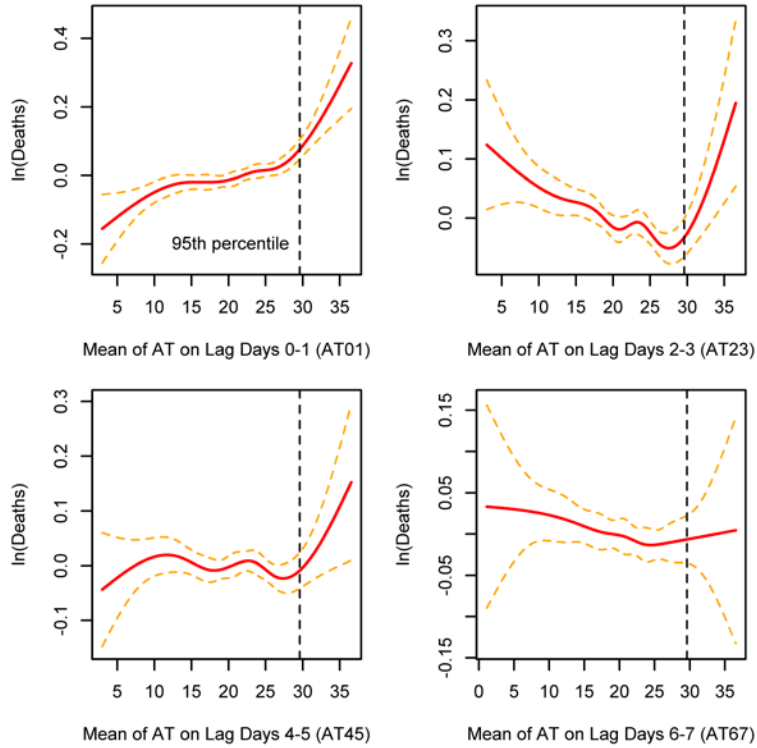 ln(Deaths)
0.4
0.2
0.0
-0.2
95th percentile
5 10 15 20 25 30 35
Mean of AT on Lag Days 0-1 (AT01)
ln(Deaths)
0.3
0.2
0.1
0.0
5 10 15 20 25 30 35
Mean of AT on Lag Days 2-3 (AT23)
ln(Deaths)
0.3
0.2
0.1
0.0
-0.1
5 10 15 20 25 30 35
Mean of AT on Lag Days 4-5 (AT45)
ln(Deaths)
0.15
0.05
-0.05
-0.15
0 5 10 15 20 25 30 35
Mean of AT on Lag Days 6-7 (AT67)